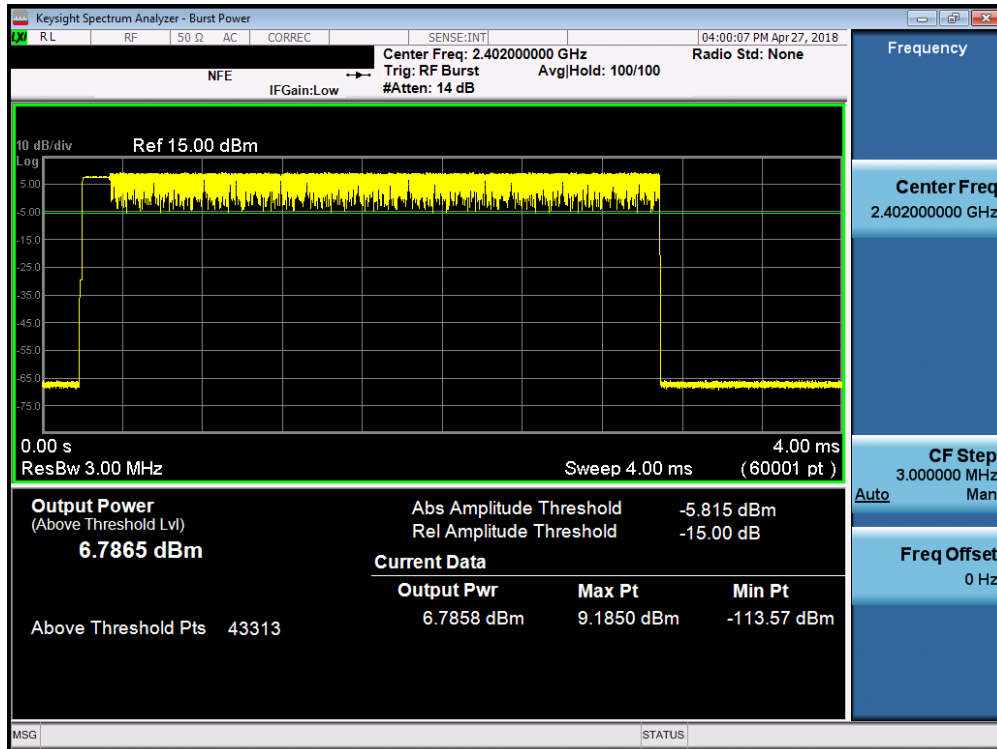 Keysight Spectrum Analyzer - Burst Power
LXI RL RF 50 Ω AC CORREC SENSE:INT 04:00:07 PM Apr 27, 2018
Center Freq: 2.402000000 GHz Radio Std: None
NFE Trig: RF Burst Avg|Hold: 100/100
IFGain:Low #Atten: 14 dB
10 dB/div Ref 15.00 dBm
Log
5.00
-5.00
-15.0
-25.0
-35.0
-45.0
-55.0
-65.0
-75.0
0.00 s 4.00 ms
ResBw 3.00 MHz Sweep 4.00 ms (60001 pt)
Output Power
(Above Threshold Lvl)
6.7865 dBm
Above Threshold Pts 43313
Abs Amplitude Threshold -5.815 dBm
Rel Amplitude Threshold -15.00 dB
Current Data
Output Pwr Max Pt Min Pt
6.7858 dBm 9.1850 dBm -113.57 dBm
Frequency
Center Freq
2.402000000 GHz
CF Step
3.000000 MHz
Auto Man
Freq Offset
0 Hz
MSG STATUS